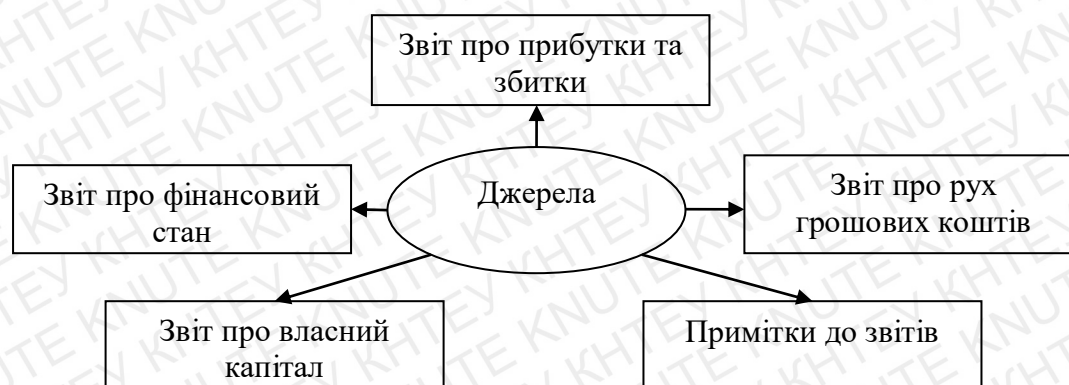 Звіт про прибутки та
збитки
Звіт про фінансовий
стан
Джерела
Звіт про рух
грошових коштів
Звіт про власний
капітал
Примітки до звітів